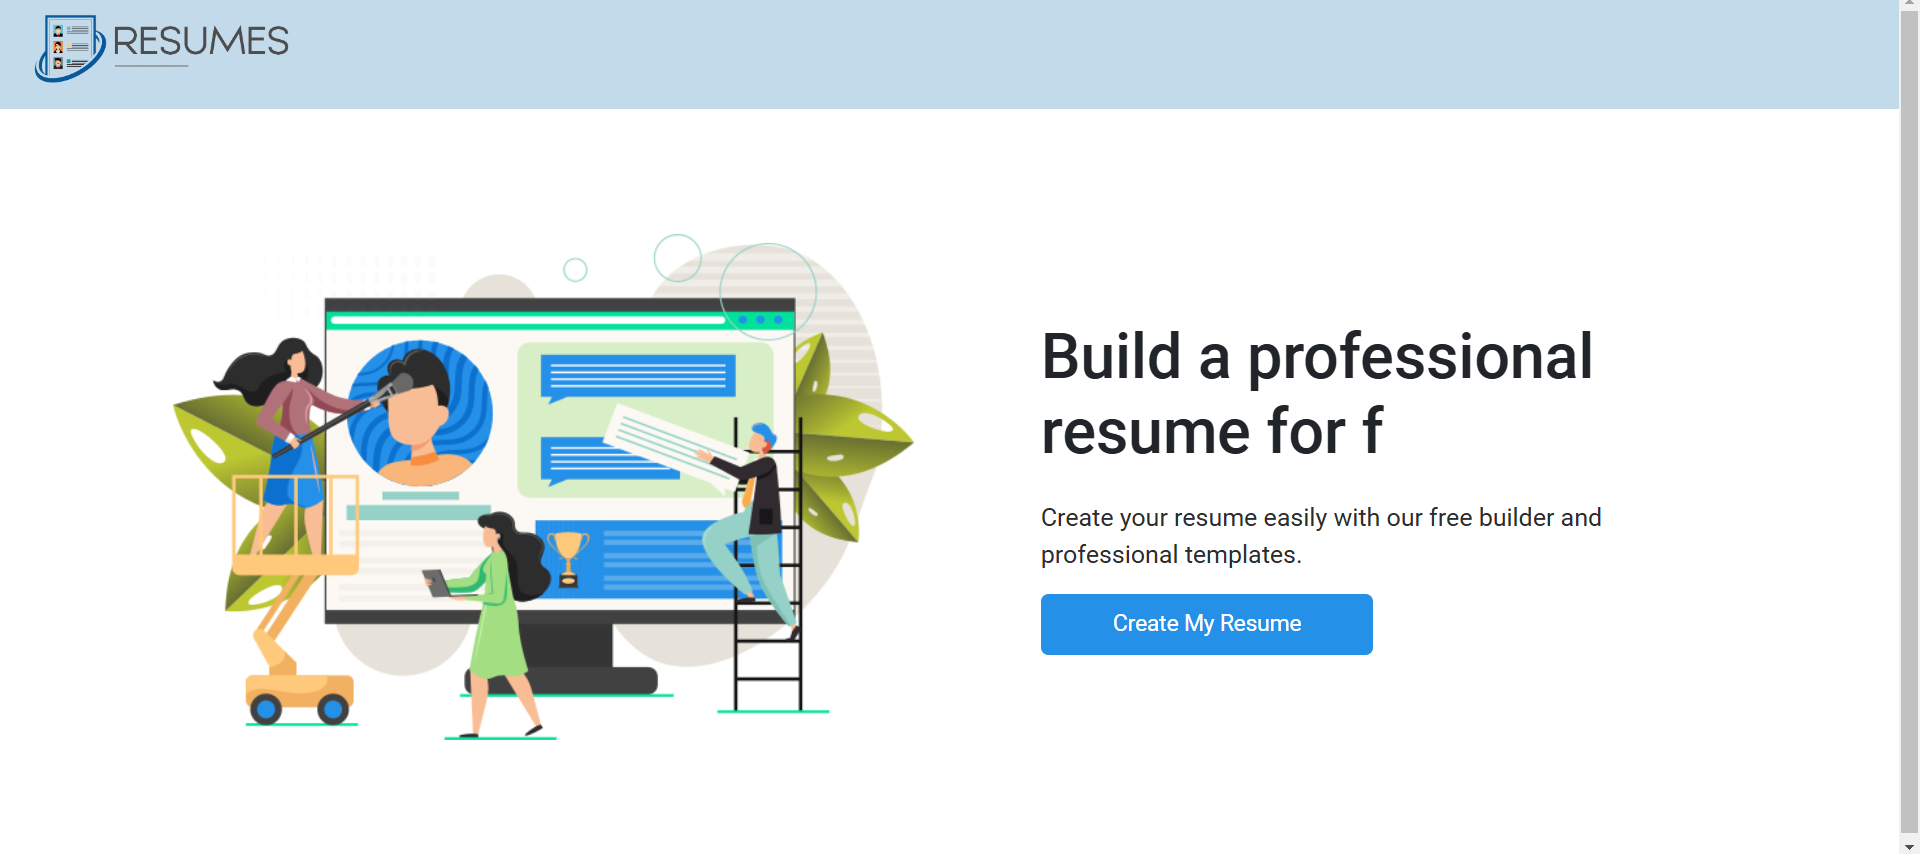 RESUMES
Build a professional
resume for f
Create your resume easily with our free builder and
professional templates.
Create My Resume